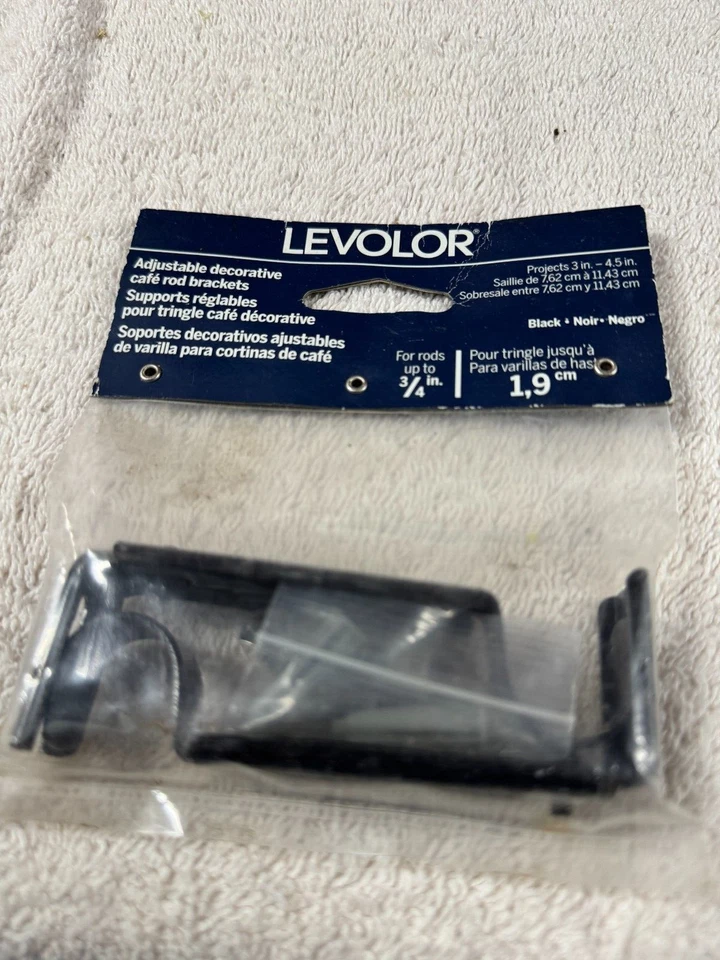 LEVOLOR®
Adjustable decorative
café rod brackets
Supports réglables
pour tringle café décorative
Soportes decorativos ajustables
de varilla para cortinas de café
Projects 3 in. – 4.5 in.
Saillie de 7,62 cm à 11,43 cm
Sobresale entre 7,62 cm y 11,43 cm
Black • Noir • Negro
For rods
up to
3/4 in.
Pour tringle jusqu'à
Para varillas de hasta
1,9 cm